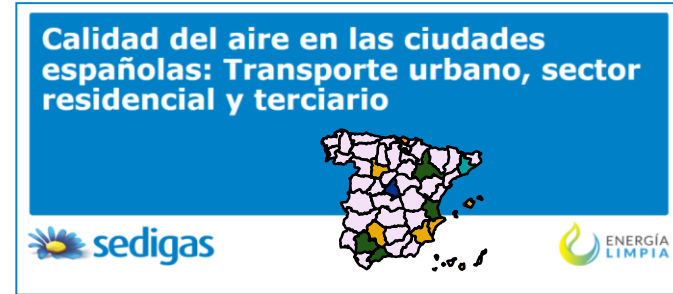 Calidad del aire en las ciudades
españolas: Transporte urbano, sector
residencial y terciario
sedigas
ENERGÍA
LIMPIA